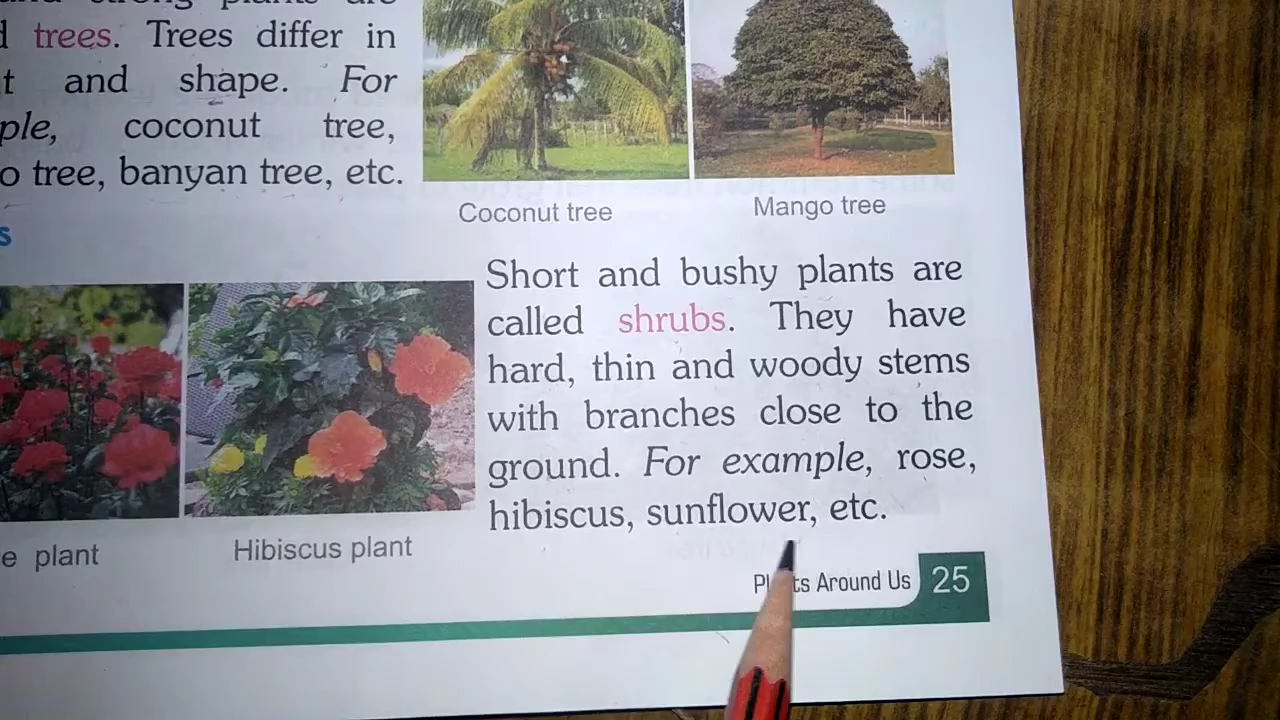 trees. Trees differ in
and shape. For
coconut tree,
tree, banyan tree, etc.
Coconut tree
Mango tree
Short and bushy plants are
called shrubs. They have
hard, thin and woody stems
with branches close to the
ground. For example, rose,
hibiscus, sunflower, etc.
plant
Hibiscus plant
Around Us 25